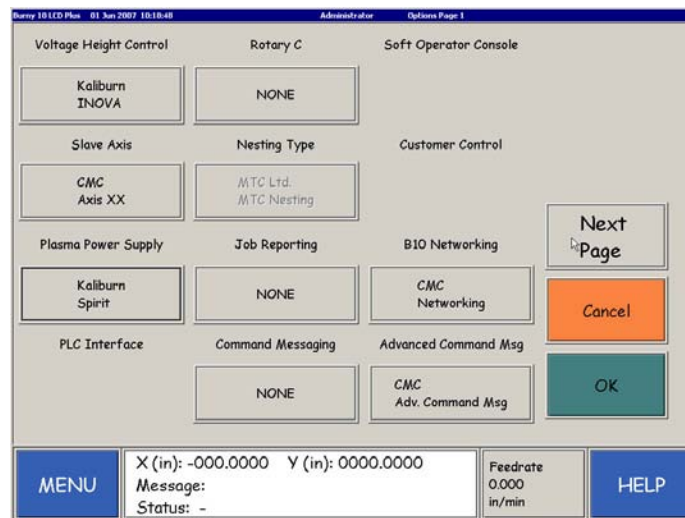 Burny 10 LCD Plus 01 Jun 2007 10:18:48 Administrator Options Page 1
Voltage Height Control Rotary C Soft Operator Console
Kaliburn
INOVA
NONE
Slave Axis Nesting Type Customer Control
CMC
Axis XX
MTC Ltd.
MTC Nesting
Next
Page
Plasma Power Supply Job Reporting B10 Networking
Kaliburn
Spirit
NONE
CMC
Networking
Cancel
PLC Interface Command Messaging Advanced Command Msg
NONE
CMC
Adv. Command Msg
OK
MENU
X (in): -000.0000 Y (in): 0000.0000
Message:
Status: -
Feedrate
0.000
in/min
HELP